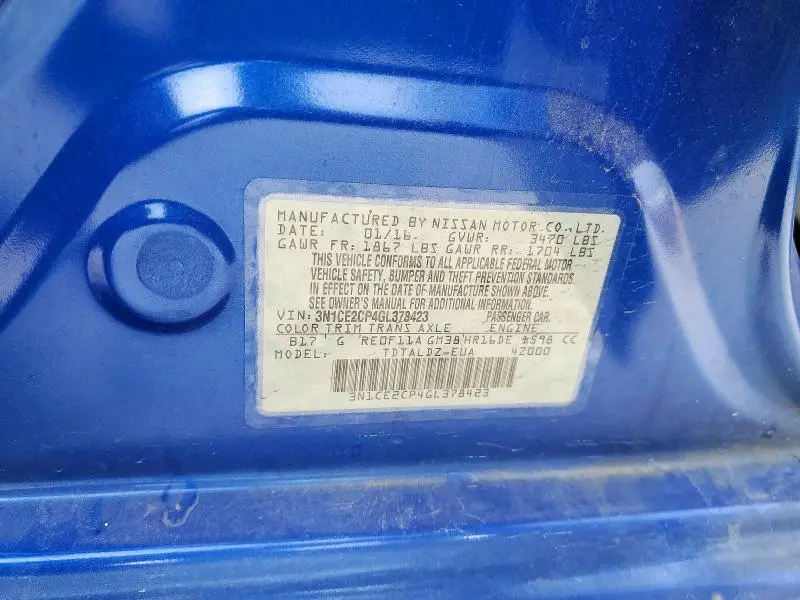 MANUFACTURED BY NISSAN MOTOR CO., LTD.
DATE: 01/16. GVWR: 3470 LBS
GAWR FR: 1867 LBS GAWR RR: 1704 LBS
THIS VEHICLE CONFORMS TO ALL APPLICABLE FEDERAL MOTOR
VEHICLE SAFETY, BUMPER AND THEFT PREVENTION STANDARDS
IN EFFECT ON THE DATE OF MANUFACTURE SHOWN ABOVE.
SEE OWNER'S MANUAL FOR ADDITIONAL INFORMATION.
VIN: 3N1CE2CP4GL378423 PASSENGER CAR.
COLOR TRIM TRANS AXLE ENGINE
B17 G RE0F11A GM38 HR16DE 1598 CC
MODEL: TDTALDZ-EUA 42000
3N1CE2CP4GL378423